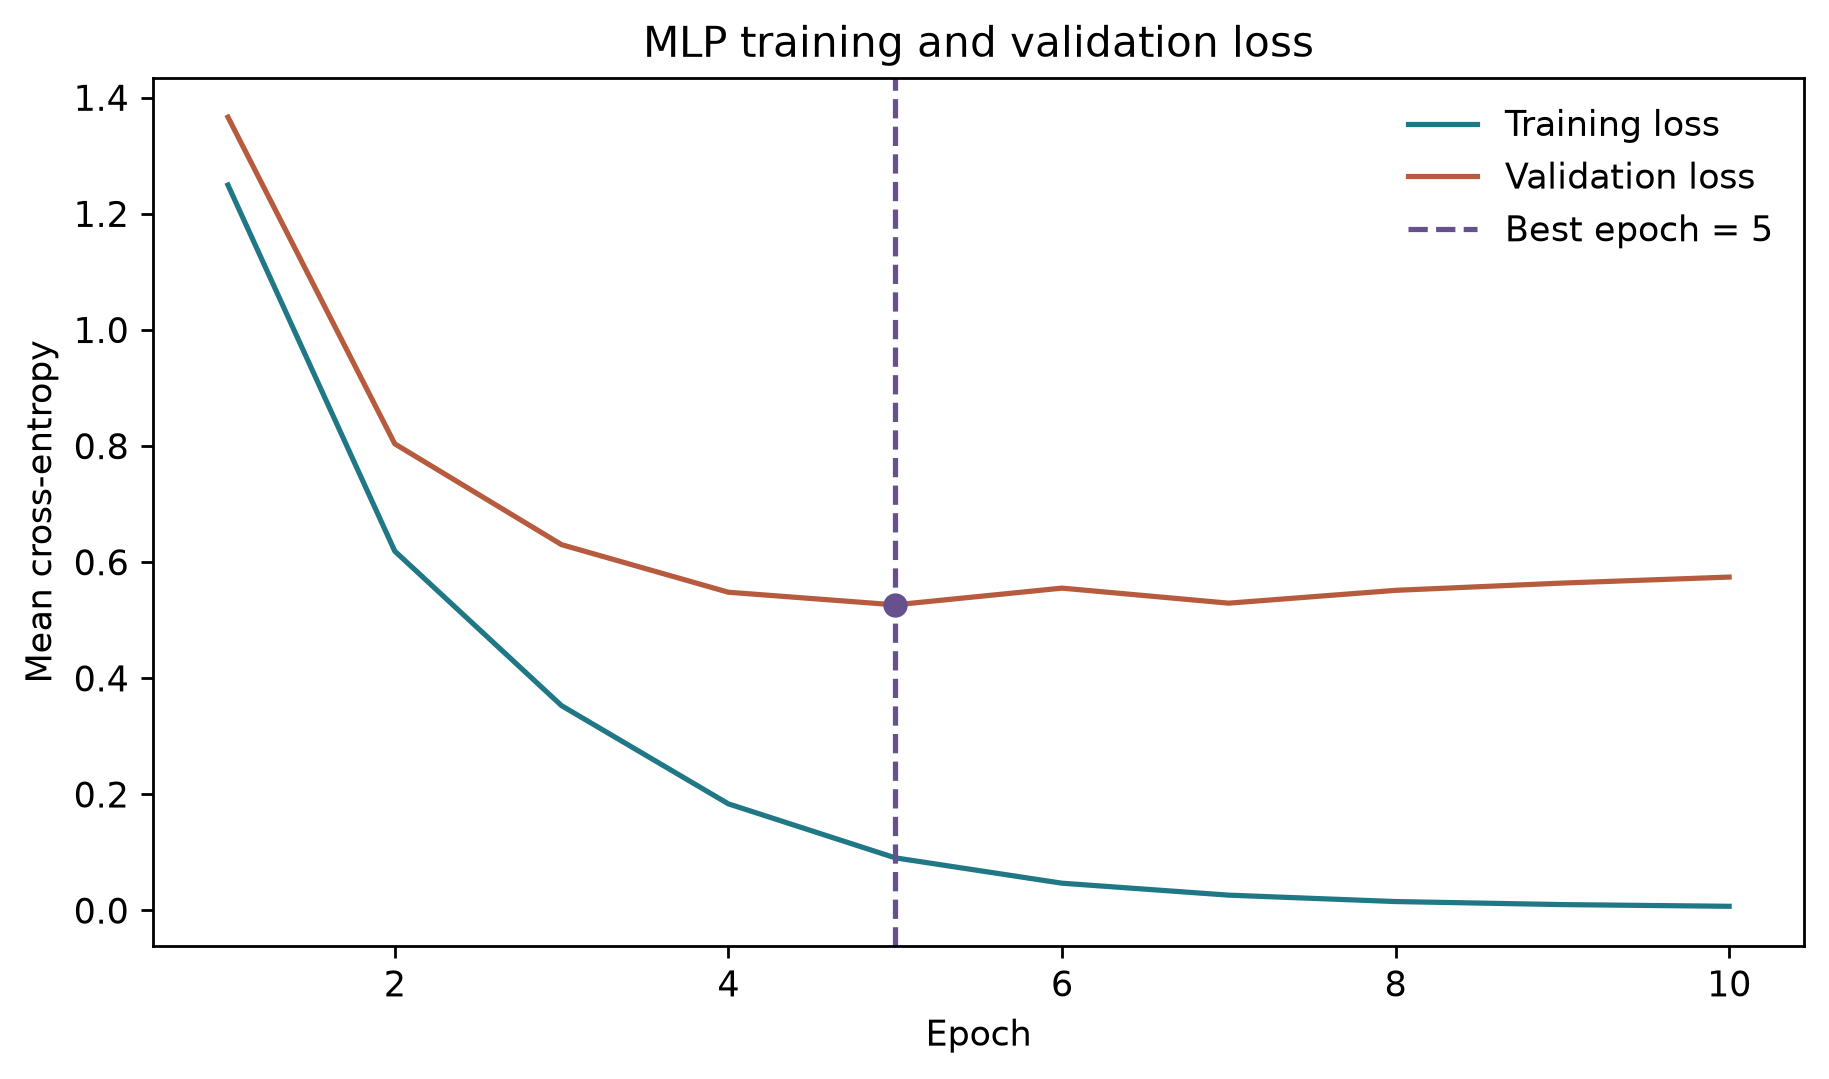 MLP training and validation loss
Training loss
Validation loss
Best epoch = 5
Mean cross-entropy
1.4
1.2
1.0
0.8
0.6
0.4
0.2
0.0
2 4 6 8 10
Epoch